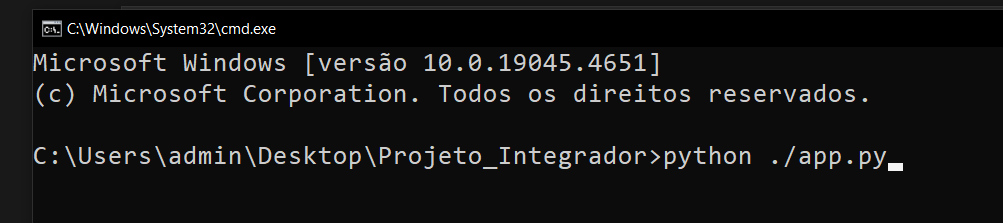 C:\Windows\System32\cmd.exe
Microsoft Windows [versão 10.0.19045.4651]
(c) Microsoft Corporation. Todos os direitos reservados.
C:\Users\admin\Desktop\Projeto_Integrador>python ./app.py